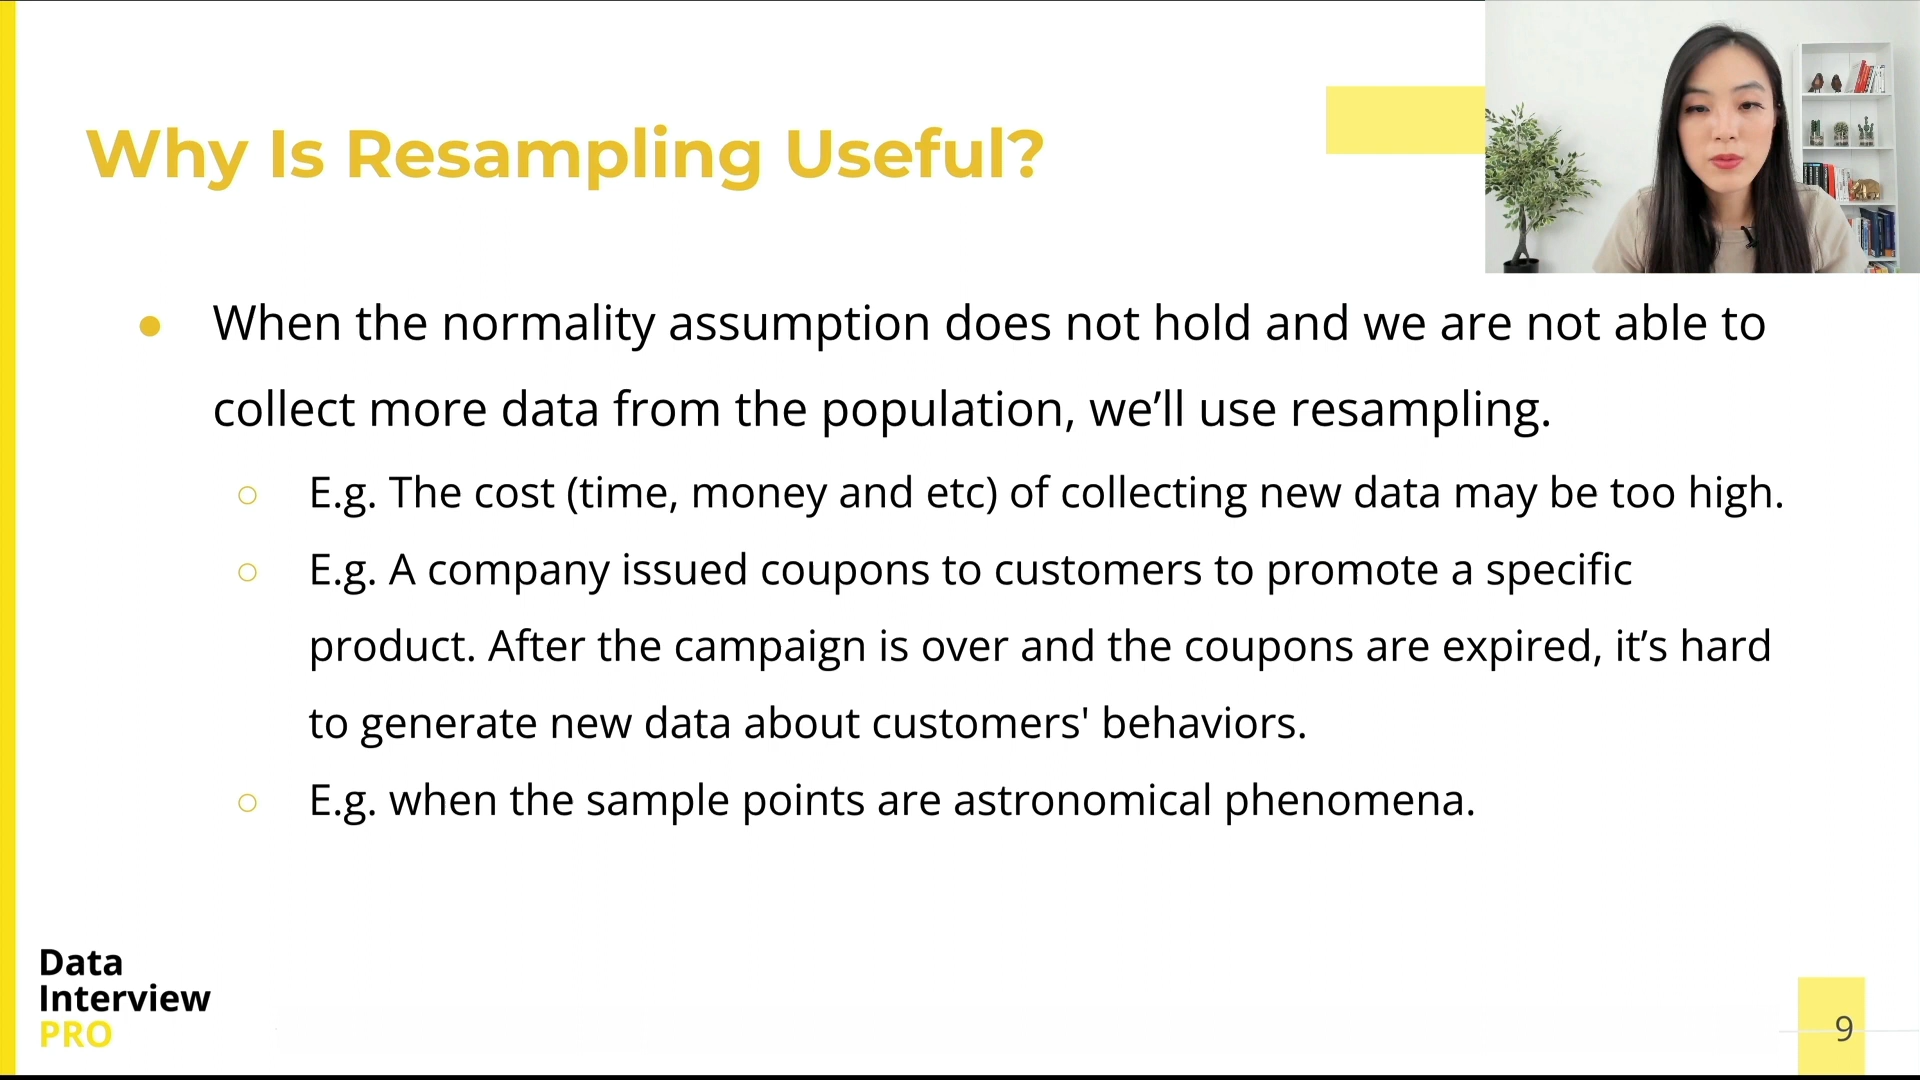 Why Is Resampling Useful?
● When the normality assumption does not hold and we are not able to
collect more data from the population, we’ll use resampling.
○ E.g. The cost (time, money and etc) of collecting new data may be too high.
○ E.g. A company issued coupons to customers to promote a specific
product. After the campaign is over and the coupons are expired, it’s hard
to generate new data about customers' behaviors.
○ E.g. when the sample points are astronomical phenomena.
Data
Interview
PRO
9